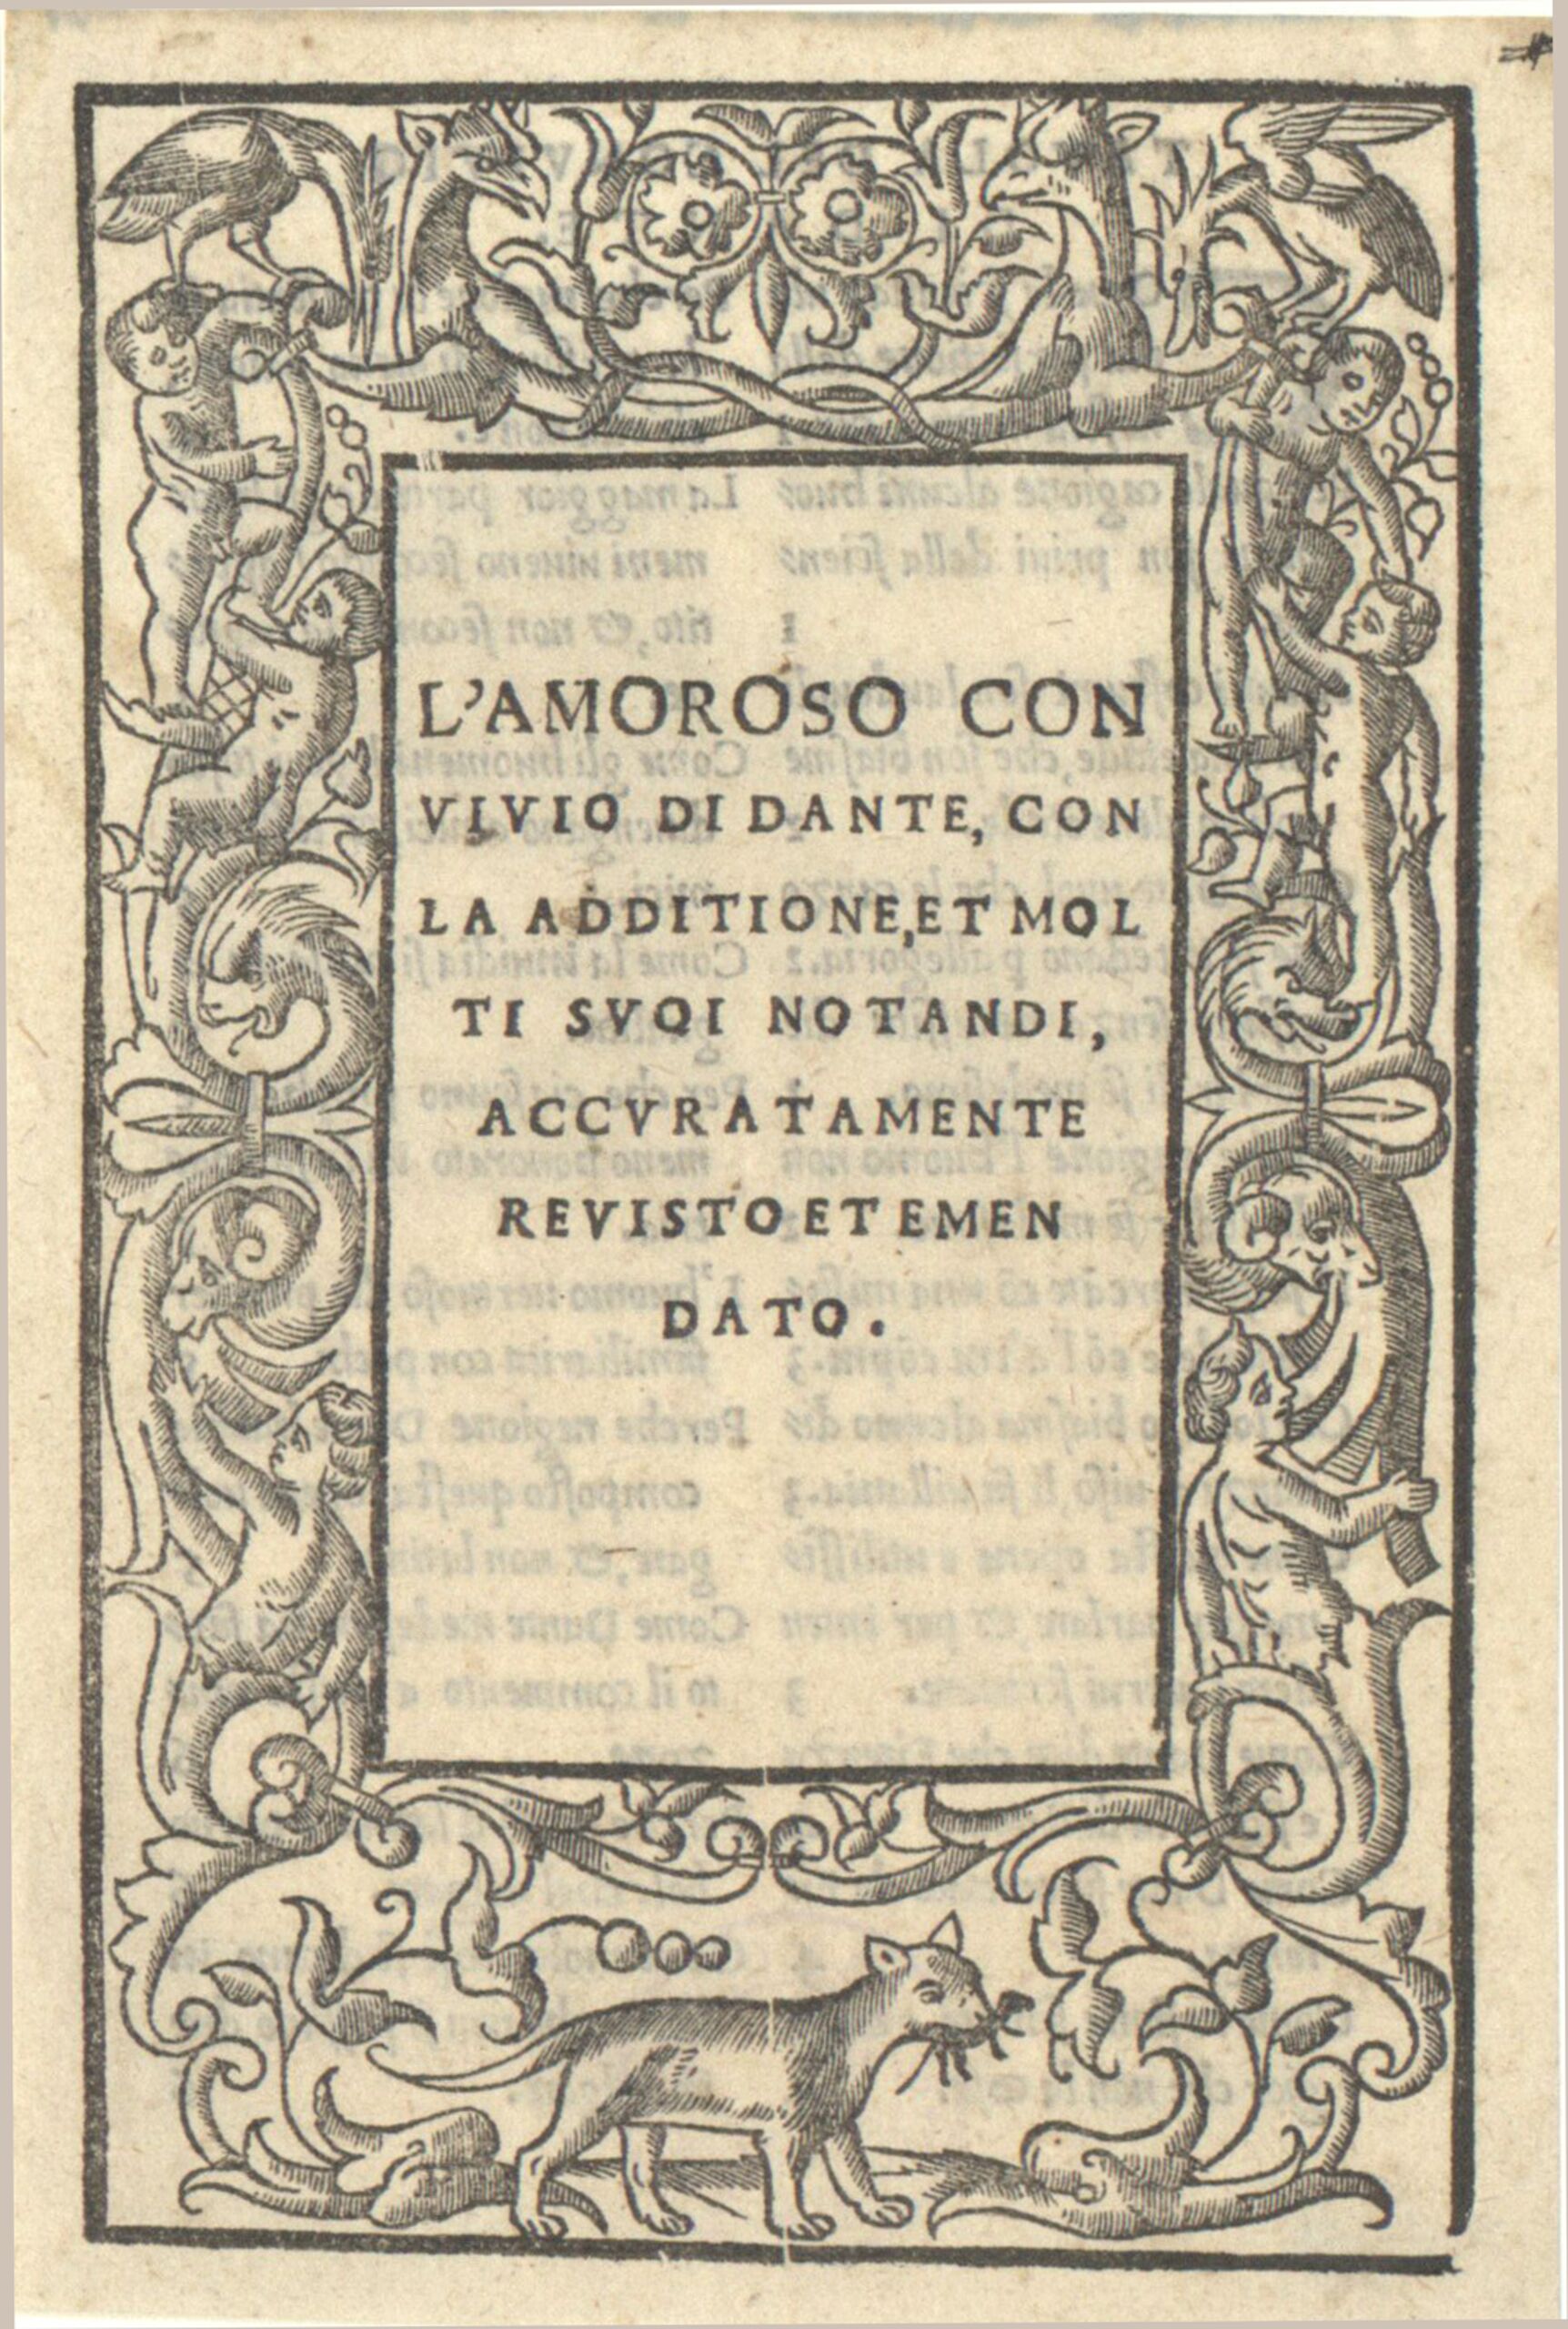 L'AMOROSO CON
VIVIO DI DANTE, CON
LA ADDITIONE, ET MOL
TI SVOI NOTANDI,
ACCVRATAMENTE
REVISTO ET EMEN
DATO.